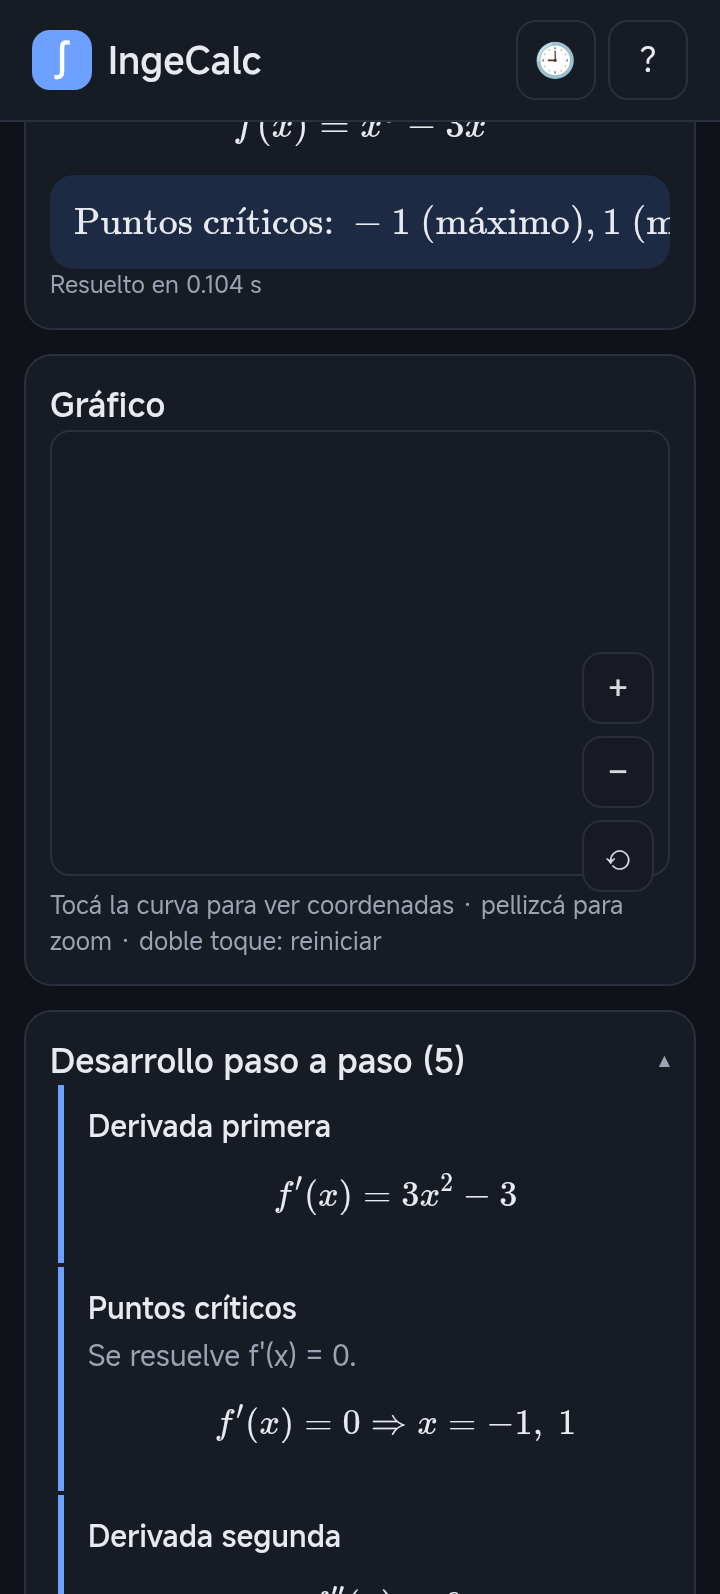 ∫ IngeCalc ?
f(x) = x³ − 3x
Puntos críticos: − 1 (máximo), 1 (m
Resuelto en 0.104 s
Gráfico
+
−
Tocá la curva para ver coordenadas · pellizcá para
zoom · doble toque: reiniciar
Desarrollo paso a paso (5)
Derivada primera
f′(x) = 3x² − 3
Puntos críticos
Se resuelve f'(x) = 0.
f′(x) = 0 ⇒ x = −1, 1
Derivada segunda